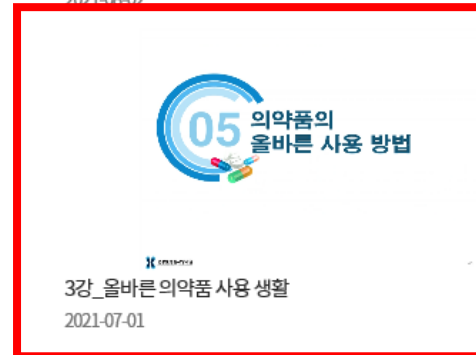 05
의약품의
올바른 사용 방법
3강_올바른 의약품 사용 생활
2021-07-01